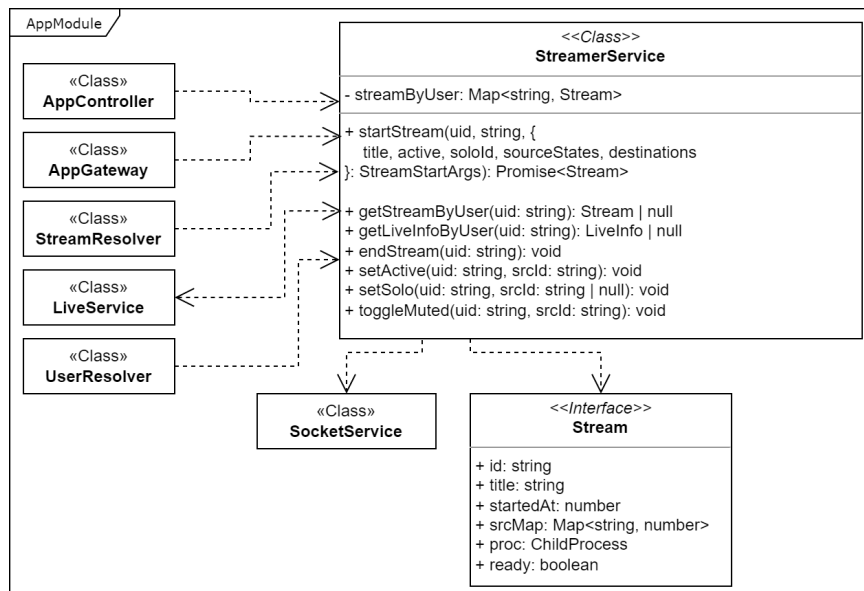 AppModule
«Class»
AppController
«Class»
AppGateway
«Class»
StreamResolver
«Class»
LiveService
«Class»
UserResolver
<<Class>>
StreamerService
- streamByUser: Map<string, Stream>
+ startStream(uid, string, {
title, active, soloId, sourceStates, destinations
}: StreamStartArgs): Promise<Stream>
+ getStreamByUser(uid: string): Stream | null
+ getLiveInfoByUser(uid: string): LiveInfo | null
+ endStream(uid: string): void
+ setActive(uid: string, srcId: string): void
+ setSolo(uid: string, srcId: string | null): void
+ toggleMuted(uid: string, srcId: string): void
«Class»
SocketService
<<Interface>>
Stream
+ id: string
+ title: string
+ startedAt: number
+ srcMap: Map<string, number>
+ proc: ChildProcess
+ ready: boolean